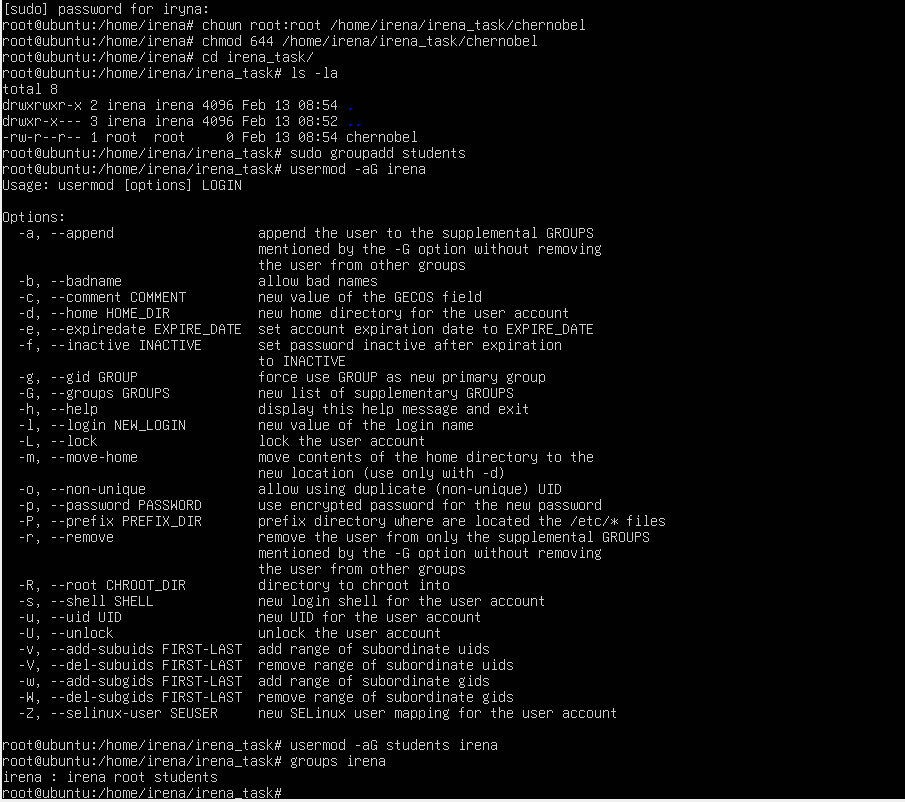 [sudo] password for iryna:
root@ubuntu:/home/irena# chown root:root /home/irena/irena_task/chernobel
root@ubuntu:/home/irena# chmod 644 /home/irena/irena_task/chernobel
root@ubuntu:/home/irena# cd irena_task/
root@ubuntu:/home/irena/irena_task# ls -la
total 8
drwxrwxr-x 2 irena irena 4096 Feb 13 08:54 .
drwxr-x--- 3 irena irena 4096 Feb 13 08:52 ..
-rw-r--r-- 1 root  root     0 Feb 13 08:54 chernobel
root@ubuntu:/home/irena/irena_task# sudo groupadd students
root@ubuntu:/home/irena/irena_task# usermod -aG irena
Usage: usermod [options] LOGIN

Options:
  -a, --append                  append the user to the supplemental GROUPS
                                mentioned by the -G option without removing
                                the user from other groups
  -b, --badname                 allow bad names
  -c, --comment COMMENT         new value of the GECOS field
  -d, --home HOME_DIR           new home directory for the user account
  -e, --expiredate EXPIRE_DATE  set account expiration date to EXPIRE_DATE
  -f, --inactive INACTIVE       set password inactive after expiration
                                to INACTIVE
  -g, --gid GROUP               force use GROUP as new primary group
  -G, --groups GROUPS           new list of supplementary GROUPS
  -h, --help                    display this help message and exit
  -l, --login NEW_LOGIN         new value of the login name
  -L, --lock                    lock the user account
  -m, --move-home               move contents of the home directory to the
                                new location (use only with -d)
  -o, --non-unique              allow using duplicate (non-unique) UID
  -p, --password PASSWORD       use encrypted password for the new password
  -P, --prefix PREFIX_DIR       prefix directory where are located the /etc/* files
  -r, --remove                  remove the user from only the supplemental GROUPS
                                mentioned by the -G option without removing
                                the user from other groups
  -R, --root CHROOT_DIR         directory to chroot into
  -s, --shell SHELL             new login shell for the user account
  -u, --uid UID                 new UID for the user account
  -U, --unlock                  unlock the user account
  -v, --add-subuids FIRST-LAST  add range of subordinate uids
  -V, --del-subuids FIRST-LAST  remove range of subordinate uids
  -w, --add-subgids FIRST-LAST  add range of subordinate gids
  -W, --del-subgids FIRST-LAST  remove range of subordinate gids
  -Z, --selinux-user SEUSER     new SELinux user mapping for the user account

root@ubuntu:/home/irena/irena_task# usermod -aG students irena
root@ubuntu:/home/irena/irena_task# groups irena
irena : irena root students
root@ubuntu:/home/irena/irena_task#